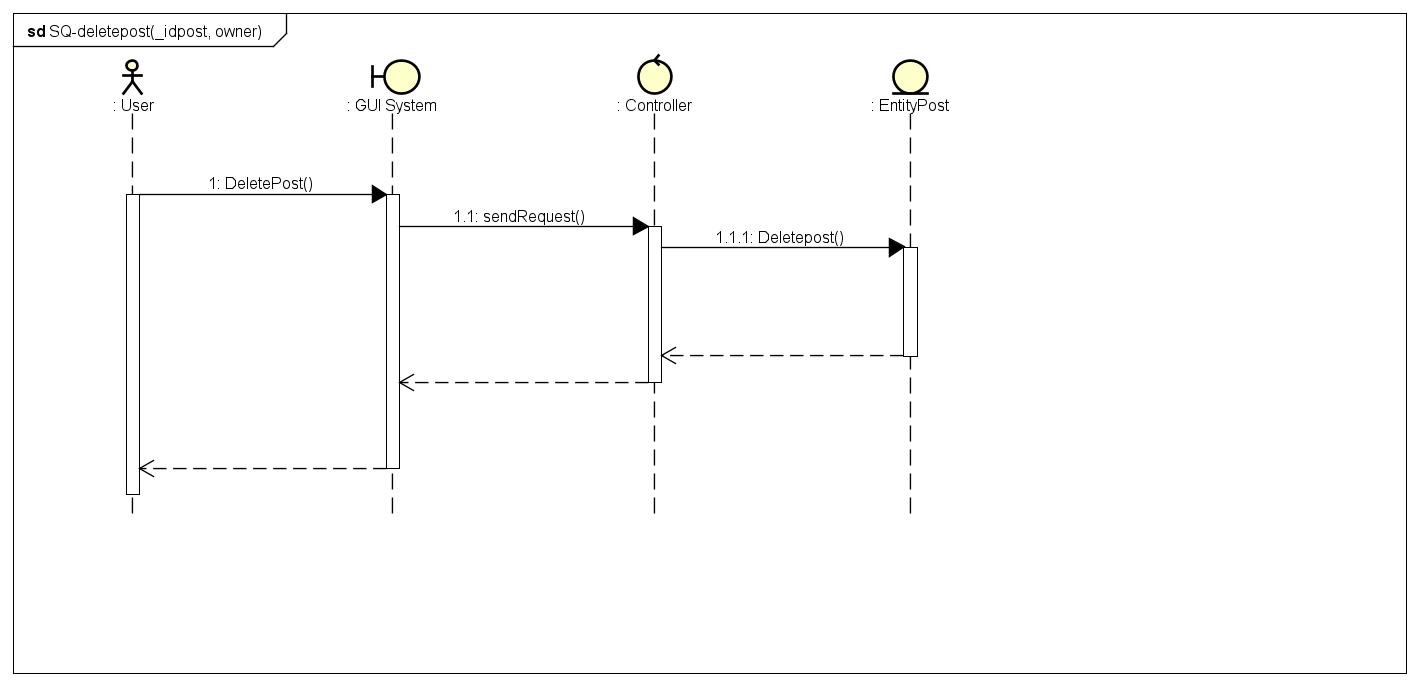 sd SQ-deletepost(_idpost, owner)
: User
: GUI System
: Controller
: EntityPost
1: DeletePost()
1.1: sendRequest()
1.1.1: Deletepost()